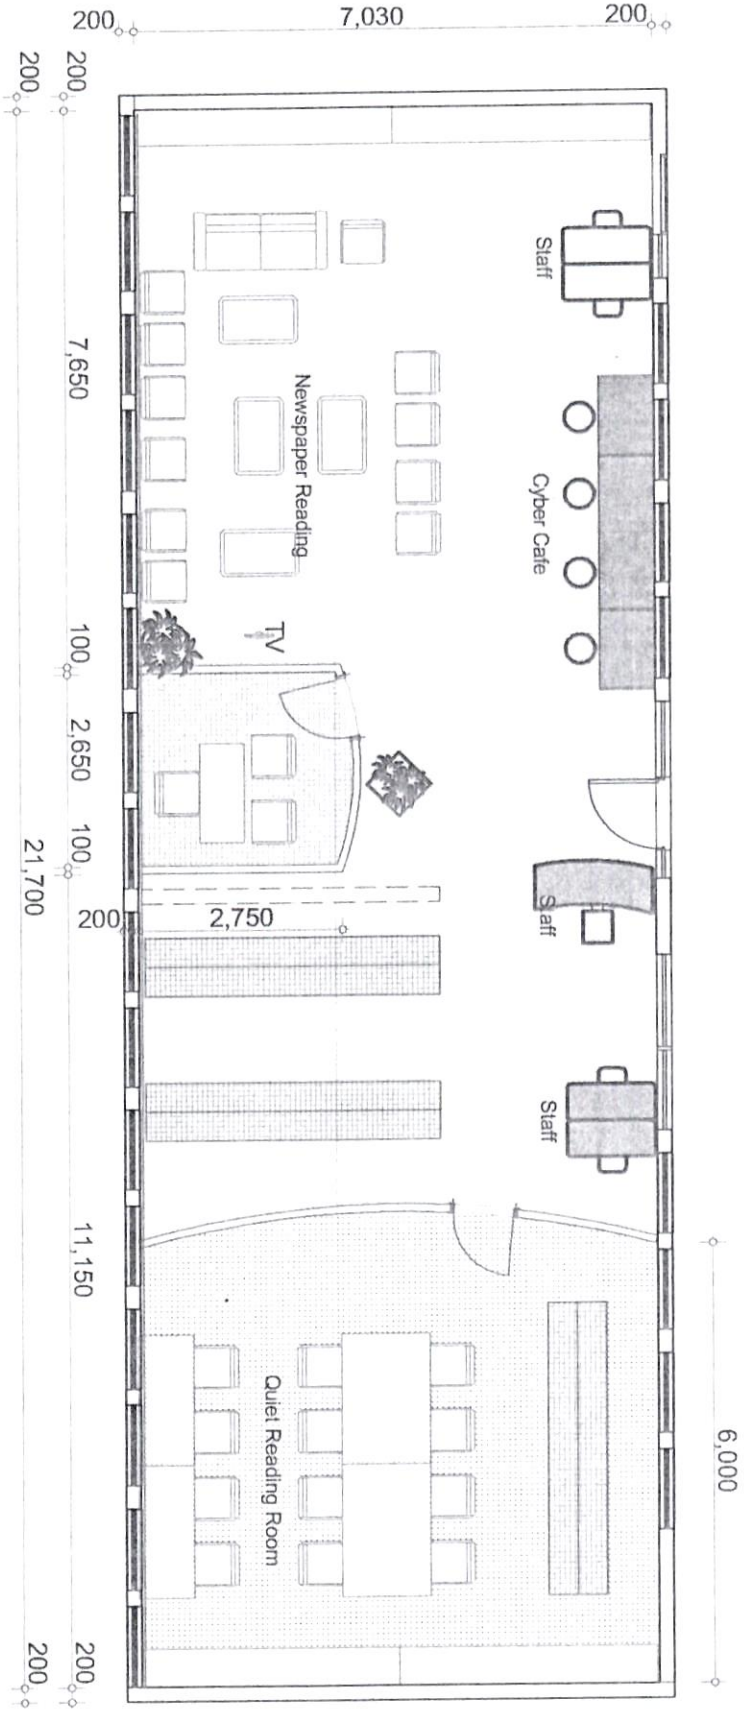 200
7,030
200
200
200
Staff
7,650
Newspaper Reading
Cyber Cafe
TV
100
2,650
100
21,700
200
2,750
Staff
Staff
11,150
Quiet Reading Room
6,000
200
200